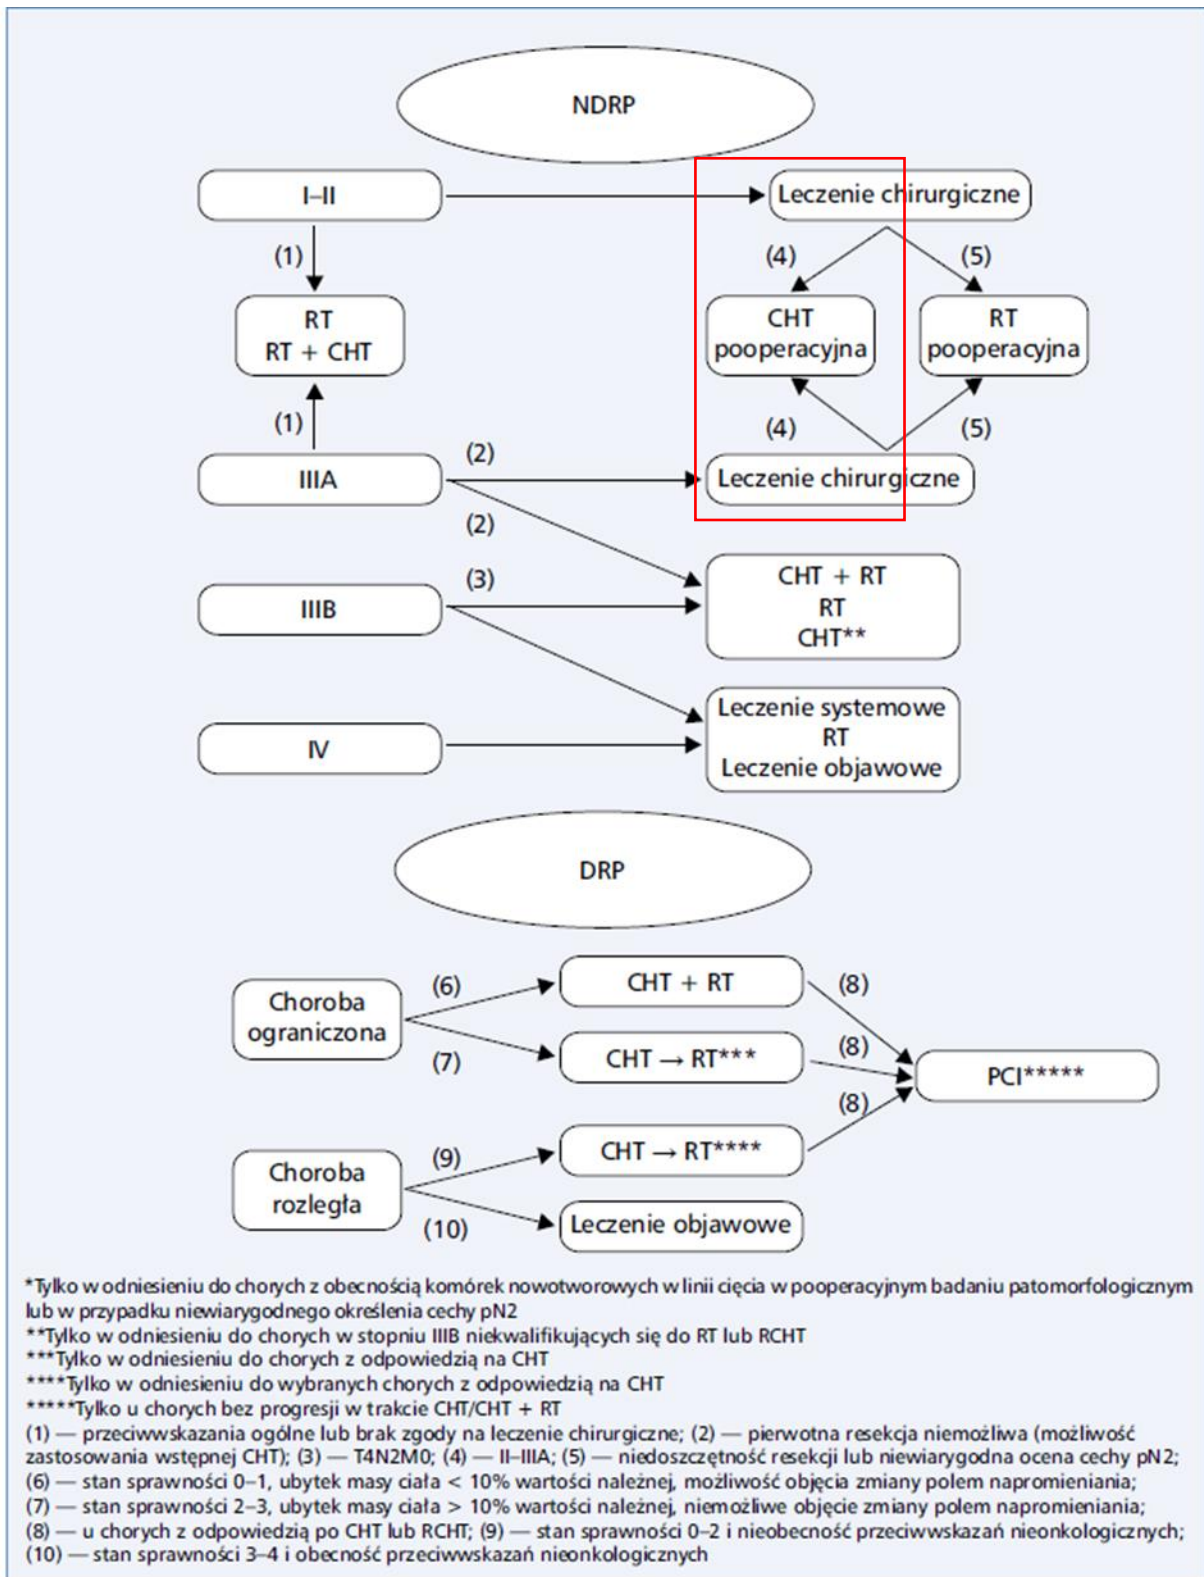 NDRP
I–II
Leczenie chirurgiczne
(1)
(4)
(5)
RT
RT + CHT
CHT
pooperacyjna
RT
pooperacyjna
(1)
(4)
(5)
IIIA
(2)
Leczenie chirurgiczne
(2)
IIIB
(3)
CHT + RT
RT
CHT**
IV
Leczenie systemowe
RT
Leczenie objawowe
DRP
Choroba
ograniczona
(6)
CHT + RT
(8)
(7)
CHT → RT***
(8)
PCI*****
(8)
Choroba
rozległa
(9)
CHT → RT****
(10)
Leczenie objawowe
*Tylko w odniesieniu do chorych z obecnością komórek nowotworowych w linii cięcia w pooperacyjnym badaniu patomorfologicznym
lub w przypadku niewiarygodnego określenia cechy pN2
**Tylko w odniesieniu do chorych w stopniu IIIB niekwalifikujących się do RT lub RCHT
***Tylko w odniesieniu do chorych z odpowiedzią na CHT
****Tylko w odniesieniu do wybranych chorych z odpowiedzią na CHT
*****Tylko u chorych bez progresji w trakcie CHT/CHT + RT
(1) — przeciwwskazania ogólne lub brak zgody na leczenie chirurgiczne; (2) — pierwotna resekcja niemożliwa (możliwość
zastosowania wstępnej CHT); (3) — T4N2M0; (4) — II–IIIA; (5) — niedoszczętność resekcji lub niewiarygodna ocena cechy pN2;
(6) — stan sprawności 0–1, ubytek masy ciała < 10% wartości należnej, możliwość objęcia zmiany polem napromieniania;
(7) — stan sprawności 2–3, ubytek masy ciała > 10% wartości należnej, niemożliwe objęcie zmiany polem napromieniania;
(8) — u chorych z odpowiedzią po CHT lub RCHT; (9) — stan sprawności 0–2 i nieobecność przeciwwskazań nieonkologicznych;
(10) — stan sprawności 3–4 i obecność przeciwwskazań nieonkologicznych